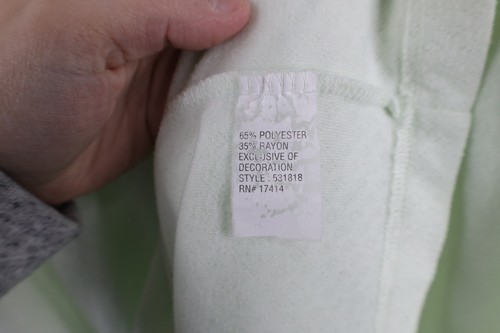 65% POLYESTER
35% RAYON
EXCLUSIVE OF
DECORATION
STYLE : 531818
RN# 17414